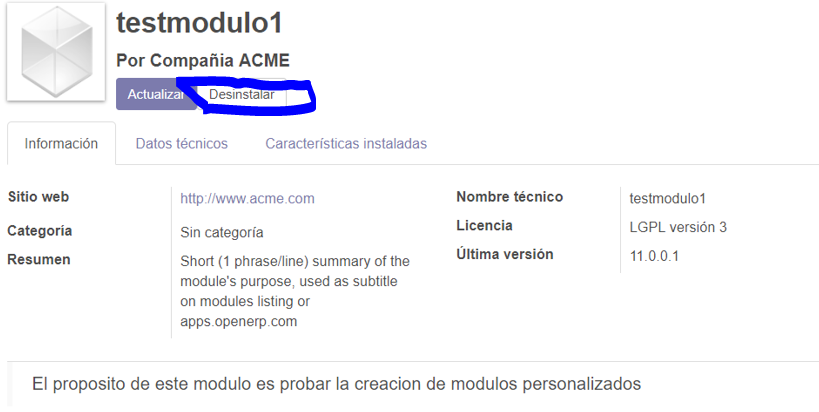 testmodulo1
Por Compañia ACME
Actualizar Desinstalar
Información Datos técnicos Características instaladas
Sitio web http://www.acme.com
Categoría Sin categoría
Resumen Short (1 phrase/line) summary of the
module's purpose, used as subtitle
on modules listing or
apps.openerp.com
Nombre técnico testmodulo1
Licencia LGPL versión 3
Última versión 11.0.0.1
El proposito de este modulo es probar la creacion de modulos personalizados